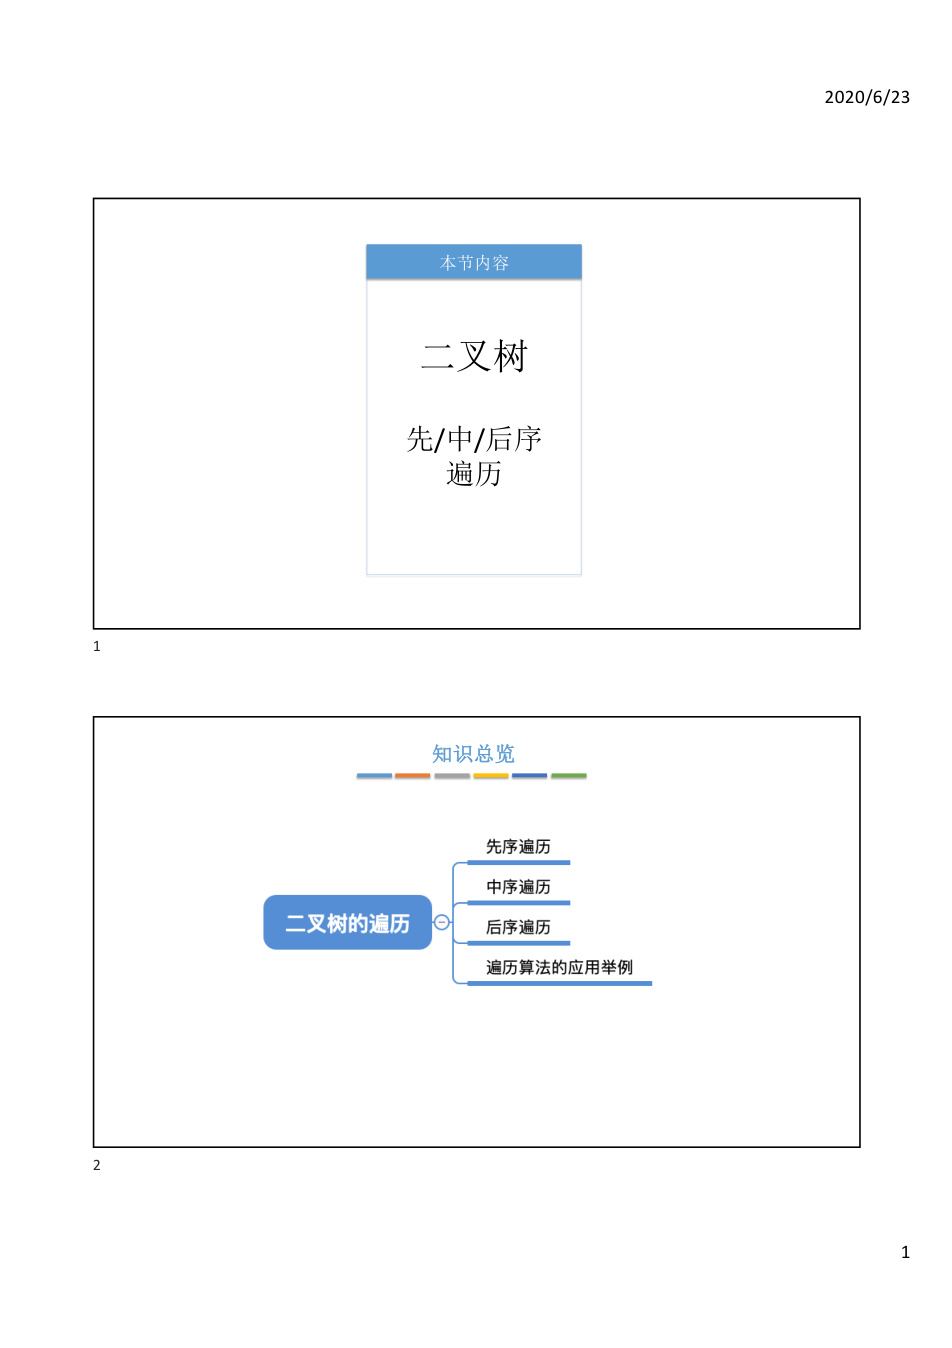 2020/6/23
本节内容
二叉树
先/中/后序
遍历
1
知识总览
二叉树的遍历
先序遍历
中序遍历
后序遍历
遍历算法的应用举例
2
1